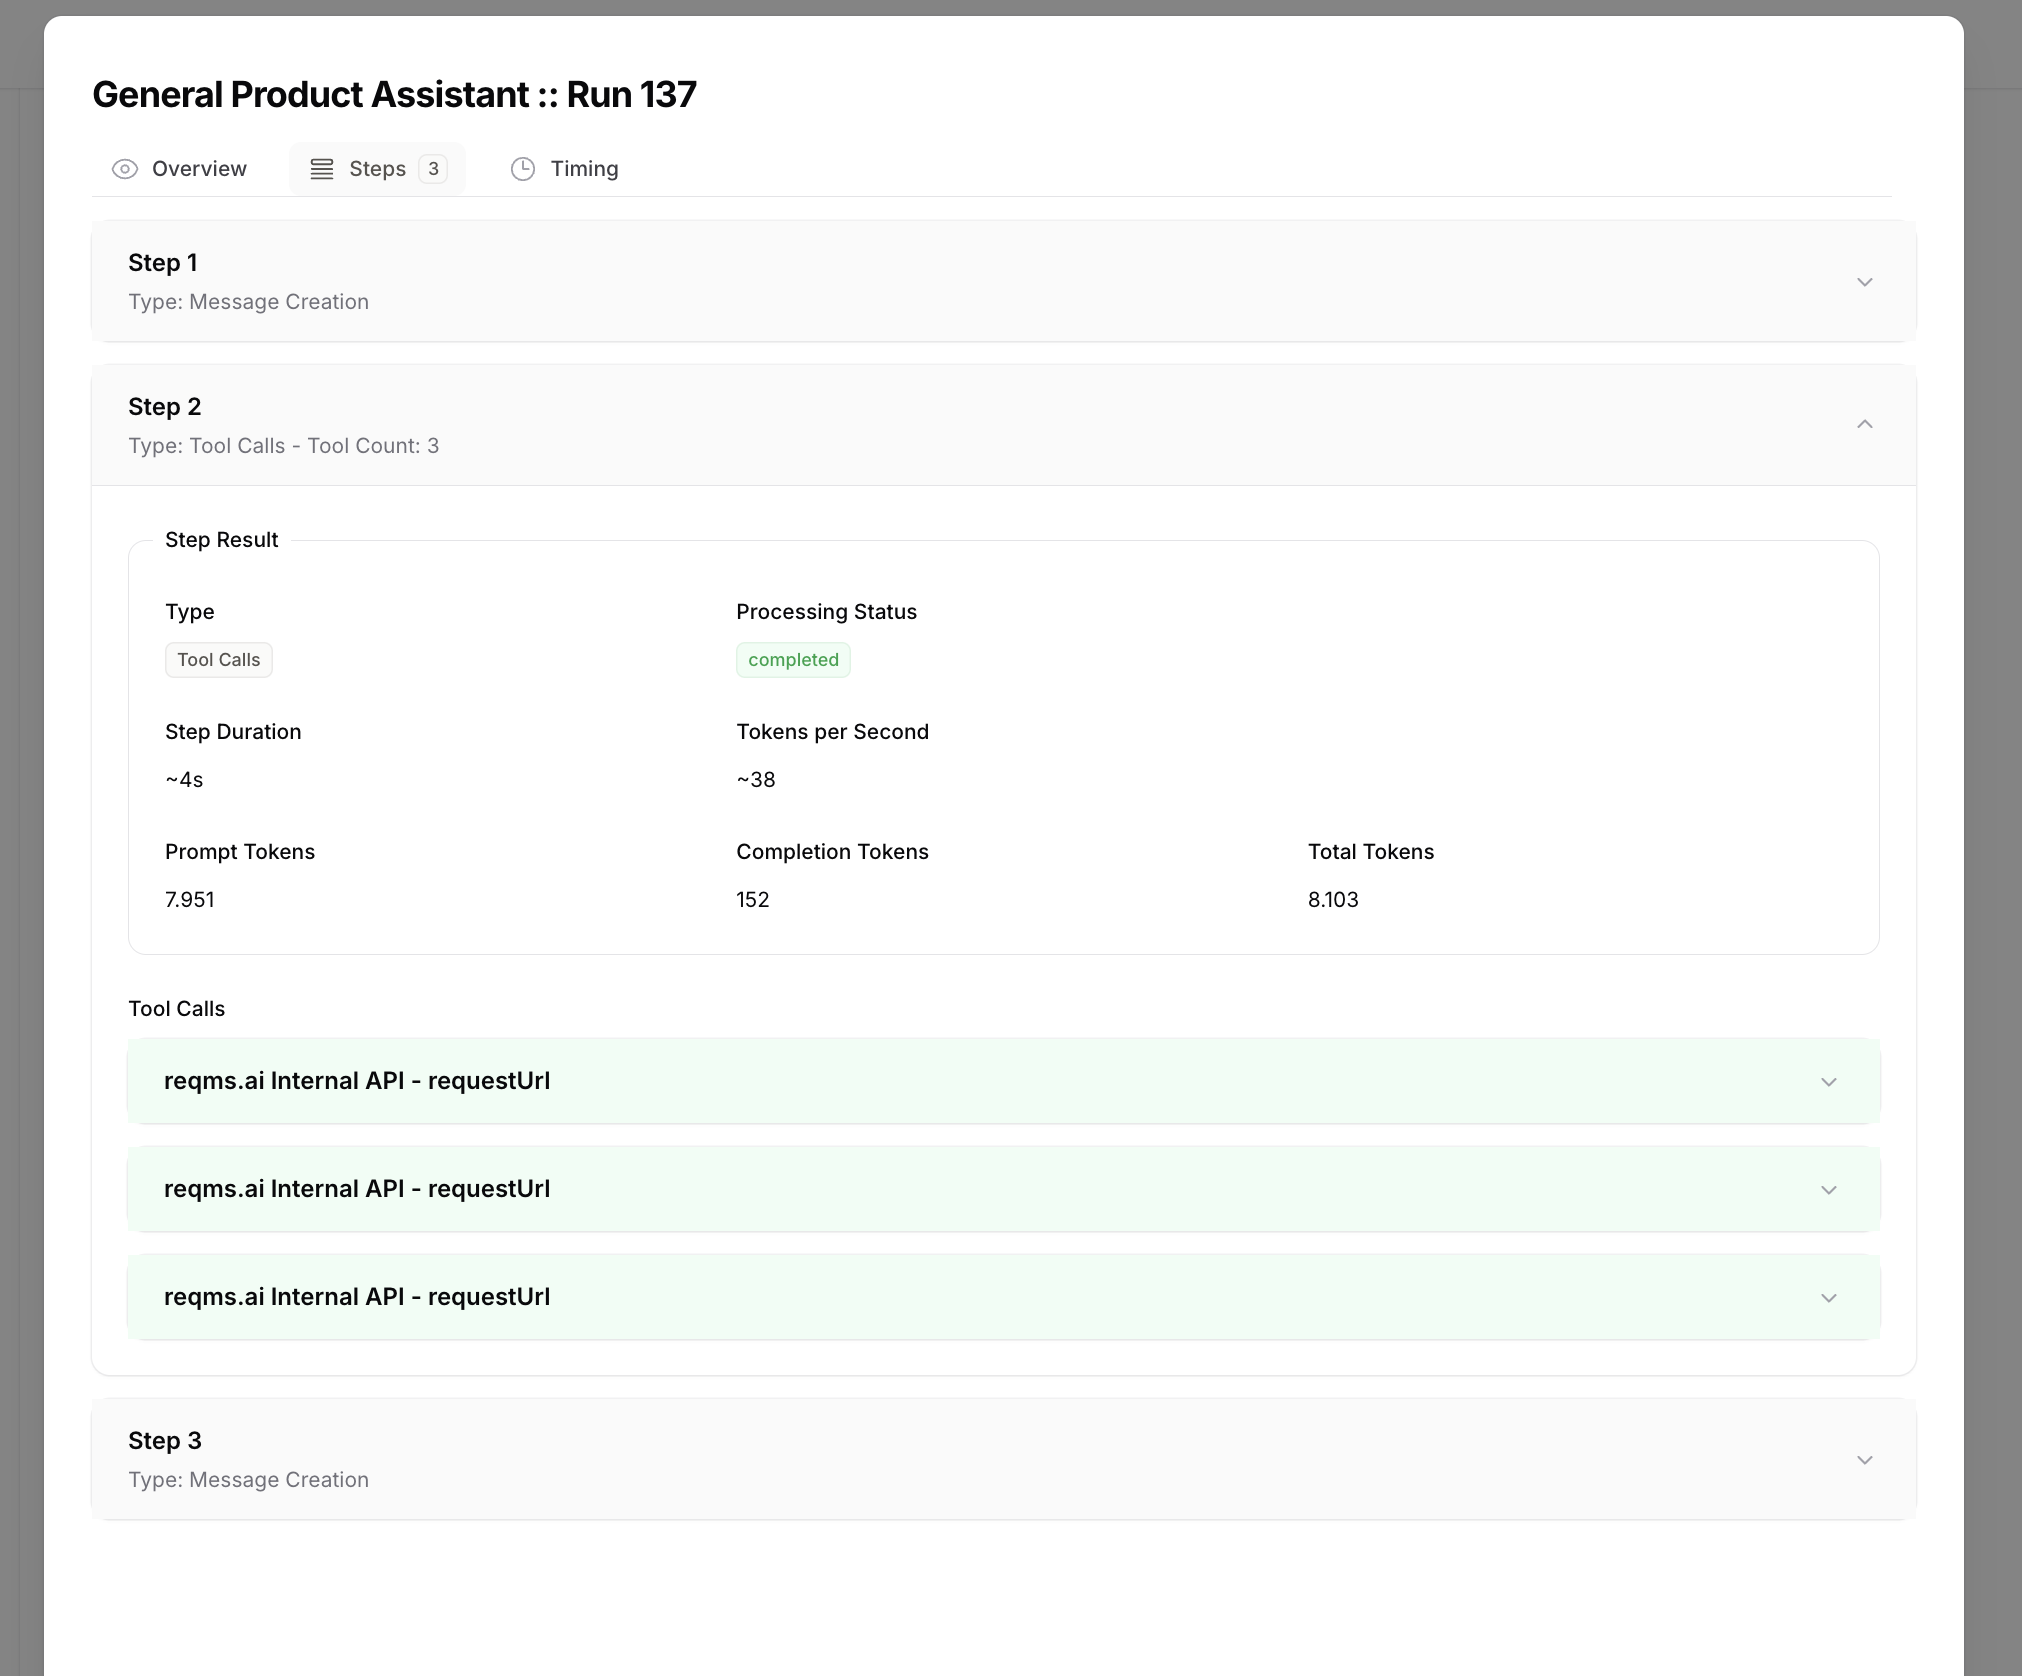 General Product Assistant :: Run 137
Overview
Steps 3
Timing
Step 1
Type: Message Creation
Step 2
Type: Tool Calls - Tool Count: 3
Step Result
Type
Processing Status
Tool Calls
completed
Step Duration
Tokens per Second
~4s
~38
Prompt Tokens
Completion Tokens
Total Tokens
7.951
152
8.103
Tool Calls
reqms.ai Internal API - requestUrl
reqms.ai Internal API - requestUrl
reqms.ai Internal API - requestUrl
Step 3
Type: Message Creation